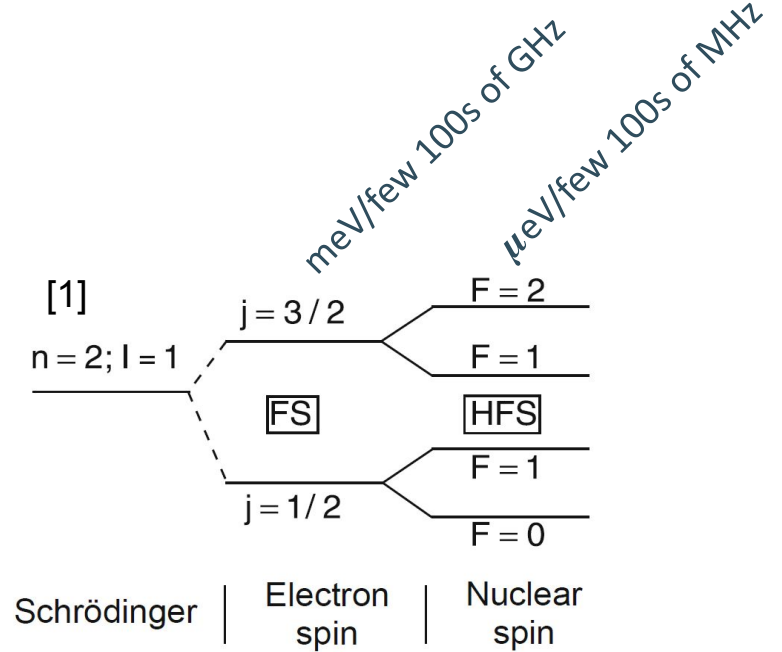 meV/few 100s of GHz
μeV/few 100s of MHz
[1]
n = 2; l = 1
j = 3 / 2
F = 2
F = 1
FS
HFS
F = 1
j = 1/ 2
F = 0
Schrödinger
Electron
spin
Nuclear
spin